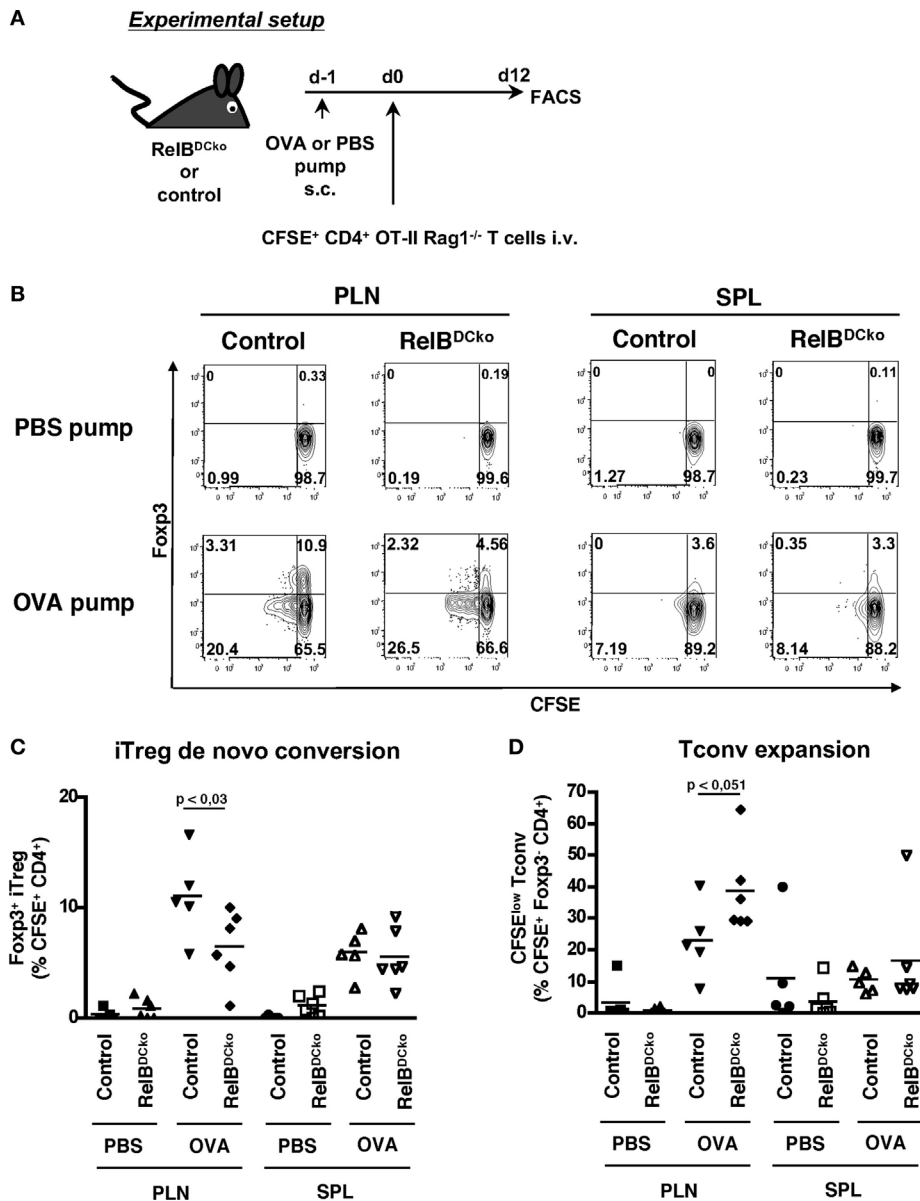 A
Experimental setup
d-1 d0 d12
FACS
RelB^DCko
or
control
OVA or PBS
pump
s.c.
CFSE⁺ CD4⁺ OT-II Rag1⁻/⁻ T cells i.v.
B
PLN SPL
Control RelB^DCko Control RelB^DCko
PBS pump
0 0.33 0 0.19 0 0 0 0.11
0.99 98.7 0.19 99.6 1.27 98.7 0.23 99.7
OVA pump
3.31 10.9 2.32 4.56 0 3.6 0.35 3.3
20.4 65.5 26.5 66.6 7.19 89.2 8.14 88.2
Foxp3
CFSE
C
iTreg de novo conversion
Foxp3⁺ iTreg
(% CFSE⁺ CD4⁺)
20
10
0
p < 0,03
Control RelB^DCko Control RelB^DCko Control RelB^DCko Control RelB^DCko
PBS OVA PBS OVA
PLN SPL
D
Tconv expansion
CFSE^low Tconv
(% CFSE⁺ Foxp3⁻ CD4⁺)
70
60
50
40
30
20
10
0
p < 0,051
Control RelB^DCko Control RelB^DCko Control RelB^DCko Control RelB^DCko
PBS OVA PBS OVA
PLN SPL